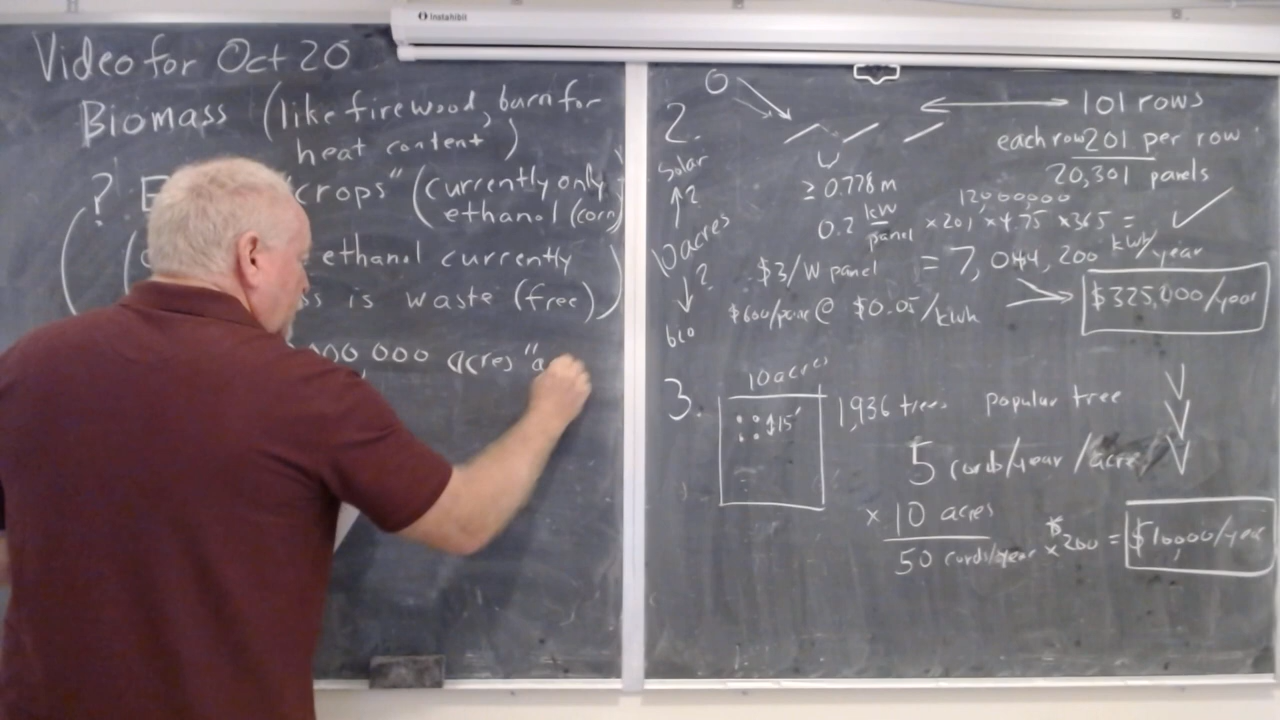 Instahibit
Video for Oct 20
Biomass (like firewood, burn for
heat content)
? "crops" (currently only
ethanol (corn)
ethanol currently
is waste (free))
000 000 acres "a
2.
Solar
?
10 acres
?
bio
101 rows
each row 201 per row
20,301 panels
≥ 0.778 m
12000000
0.2 kW/panel × 201 × 4.75 × 365 =
= 7,044,200 kWh/year
$3/W panel
$600/panel @ $0.05/kWh
$325,000/year
3.
10 acres
15'
1,936 trees popular tree
5 cords/year/acre
× 10 acres
50 cords/year × $200 = $10,000/year